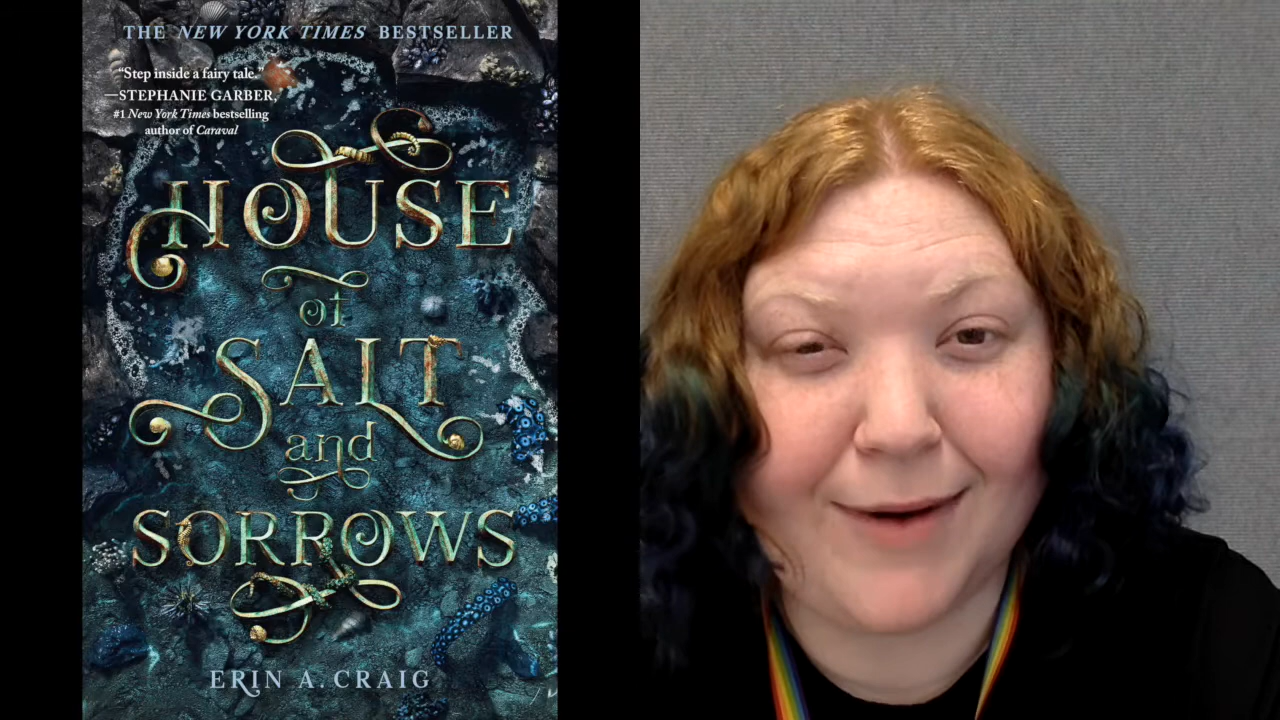 THE NEW YORK TIMES BESTSELLER
“Step inside a fairy tale.”
—STEPHANIE GARBER,
#1 New York Times bestselling
author of Caraval
HOUSE
of
SALT
and
SORROWS
ERIN A. CRAIG